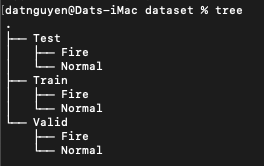 [datnguyen@Dats-iMac dataset % tree
.
├── Test
│   ├── Fire
│   └── Normal
├── Train
│   ├── Fire
│   └── Normal
└── Valid
    ├── Fire
    └── Normal